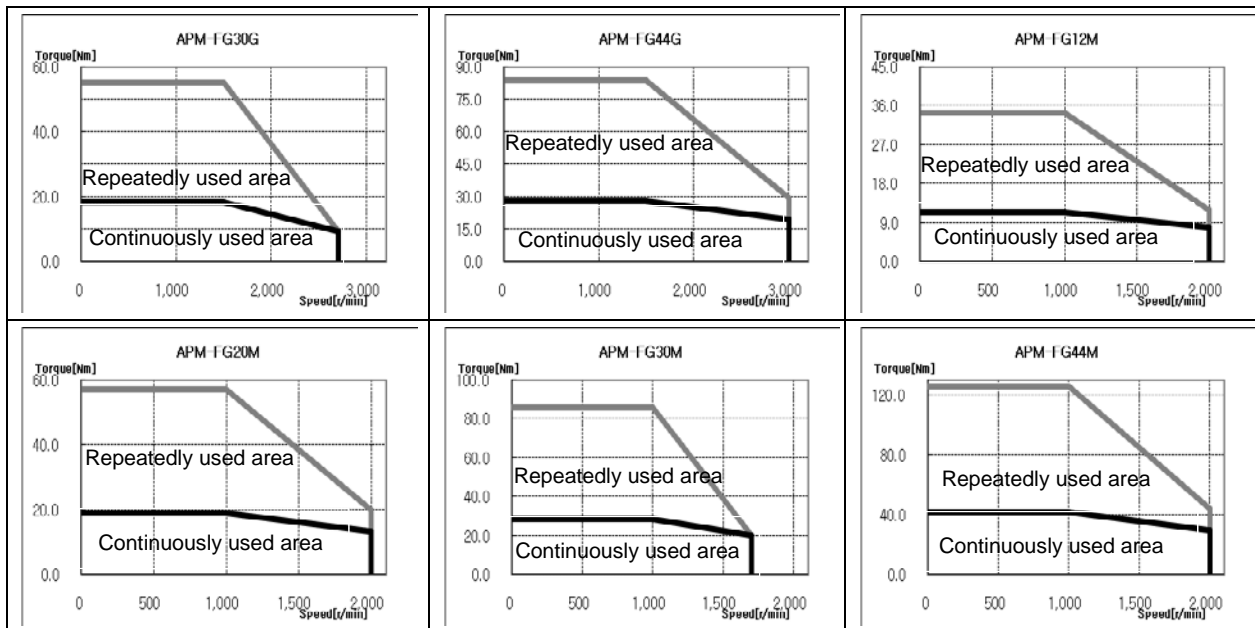 APM-FG30G
Torque[Nm]
60.0
40.0
20.0
0.0
Repeatedly used area
Continuously used area
0 1,000 2,000 3,000
Speed[r/min]
APM-FG44G
Torque[Nm]
90.0
75.0
60.0
45.0
30.0
15.0
0.0
Repeatedly used area
Continuously used area
0 1,000 2,000 3,000
Speed[r/min]
APM-FG12M
Torque[Nm]
45.0
36.0
27.0
18.0
9.0
0.0
Repeatedly used area
Continuously used area
0 500 1,000 1,500 2,000
Speed[r/min]
APM-FG20M
Torque[Nm]
60.0
40.0
20.0
0.0
Repeatedly used area
Continuously used area
0 500 1,000 1,500 2,000
Speed[r/min]
APM-FG30M
Torque[Nm]
100.0
80.0
60.0
40.0
20.0
0.0
Repeatedly used area
Continuously used area
0 500 1,000 1,500 2,000
Speed[r/min]
APM-FG44M
Torque[Nm]
120.0
80.0
40.0
0.0
Repeatedly used area
Continuously used area
0 500 1,000 1,500 2,000
Speed[r/min]